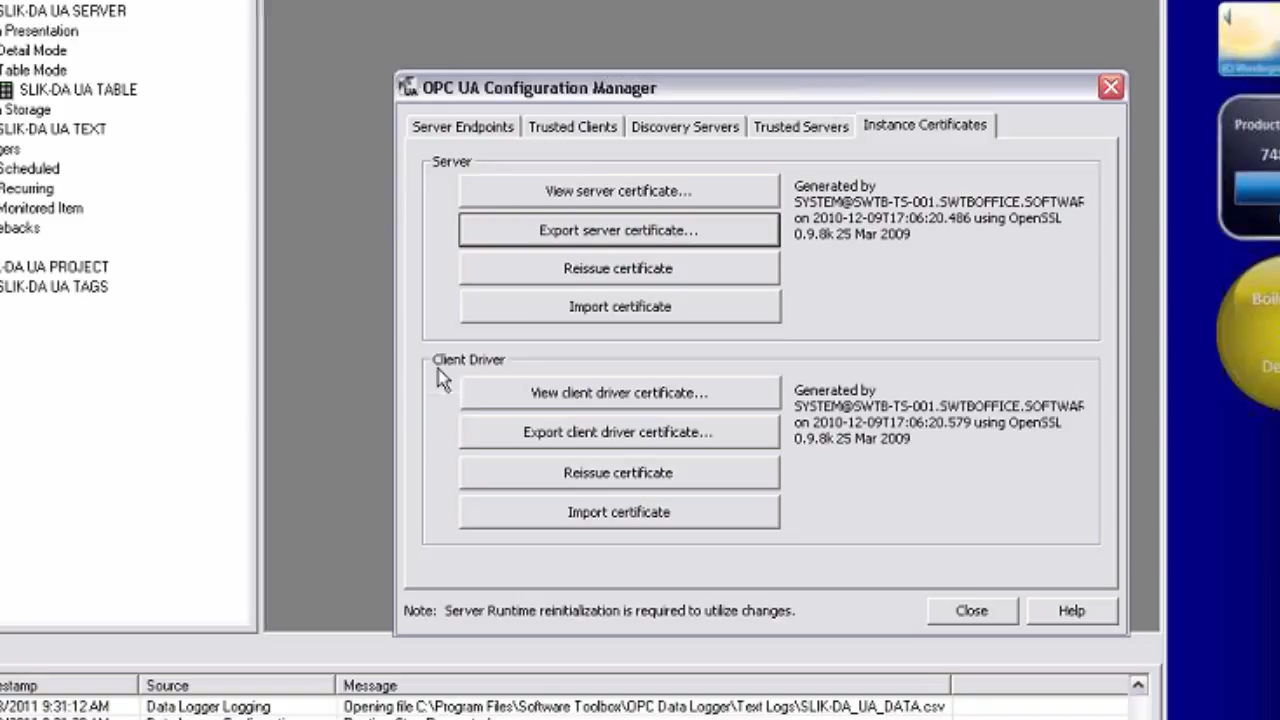 SLIK-DA UA SERVER
Presentation
Detail Mode
Table Mode
SLIK-DA UA TABLE
Storage
SLIK-DA UA TEXT
Scheduled
Recurring
Monitored Item
-DA UA PROJECT
SLIK-DA UA TAGS
OPC UA Configuration Manager
Server Endpoints
Trusted Clients
Discovery Servers
Trusted Servers
Instance Certificates
Server
View server certificate...
Export server certificate...
Reissue certificate
Import certificate
Generated by
SYSTEM@SWTB-TS-001.SWTBOFFICE.SOFTWAR
on 2010-12-09T17:06:20.486 using OpenSSL
0.9.8k 25 Mar 2009
Client Driver
View client driver certificate...
Export client driver certificate...
Reissue certificate
Import certificate
Generated by
SYSTEM@SWTB-TS-001.SWTBOFFICE.SOFTWAR
on 2010-12-09T17:06:20.579 using OpenSSL
0.9.8k 25 Mar 2009
Note: Server Runtime reinitialization is required to utilize changes.
Close
Help
Product
74
Boil
De
estamp
Source
Message
8/2011 9:31:12 AM
Data Logger Logging
Opening file C:\Program Files\Software Toolbox\OPC Data Logger\Text Logs\SLIK-DA_UA_DATA.csv